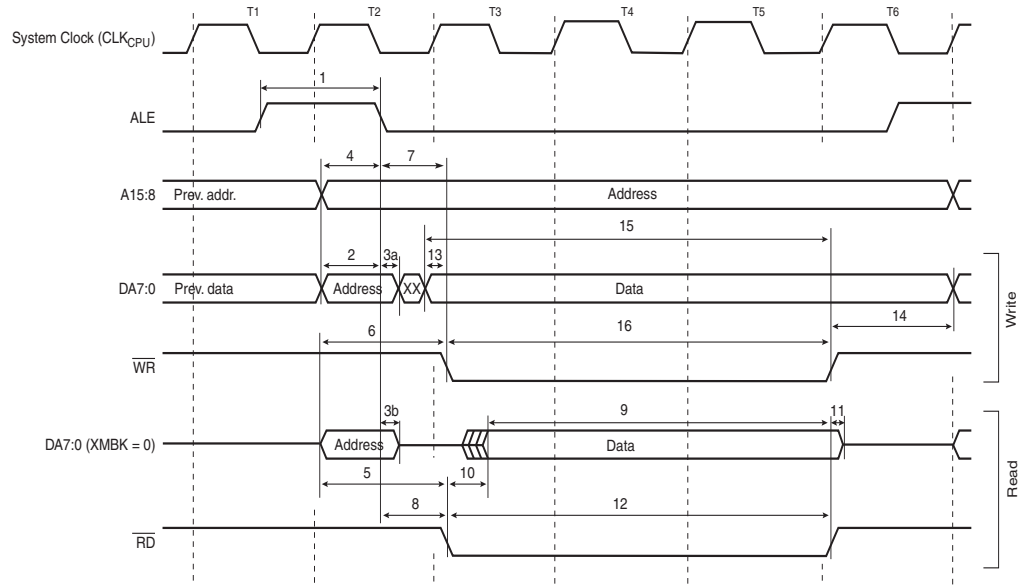 T1 T2 T3 T4 T5 T6
System Clock (CLKCPU)
1
ALE
4 7
A15:8 Prev. addr. Address
15
2 3a 13
DA7:0 Prev. data Address XX Data
14
6 16
WR
Write
3b 9 11
DA7:0 (XMBK = 0) Address Data
5 10
8 12
RD
Read